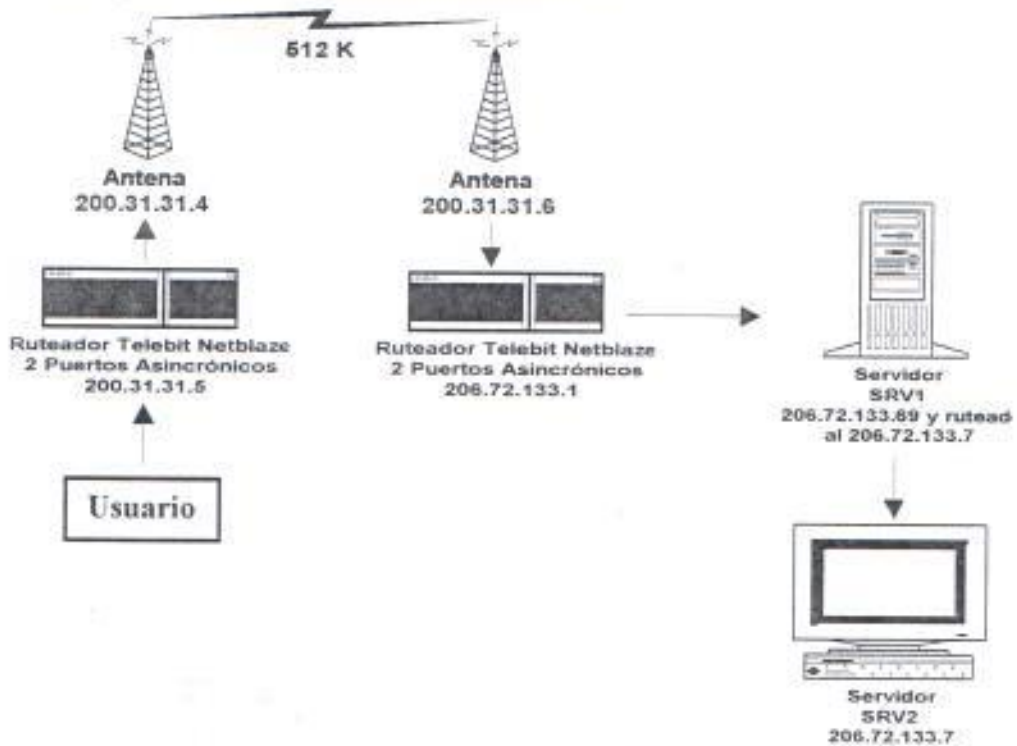 512 K
Antena
200.31.31.4
Antena
200.31.31.6
Ruteador Telebit Netblaze
2 Puertos Asincrónicos
200.31.31.5
Ruteador Telebit Netblaze
2 Puertos Asincrónicos
206.72.133.1
Servidor
SRV1
206.72.133.69 y rutead
al 206.72.133.7
Usuario
Servidor
SRV2
206.72.133.7